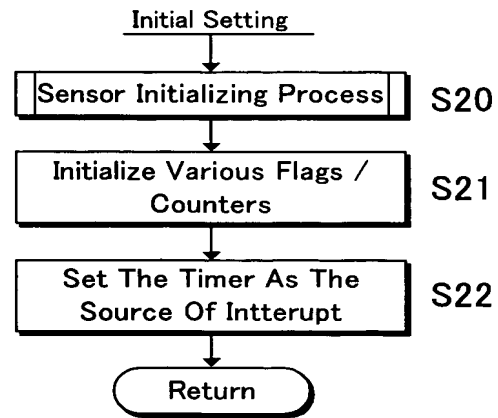 Initial Setting
Sensor Initializing Process
S20
Initialize Various Flags /
Counters
S21
Set The Timer As The
Source Of Intterupt
S22
Return